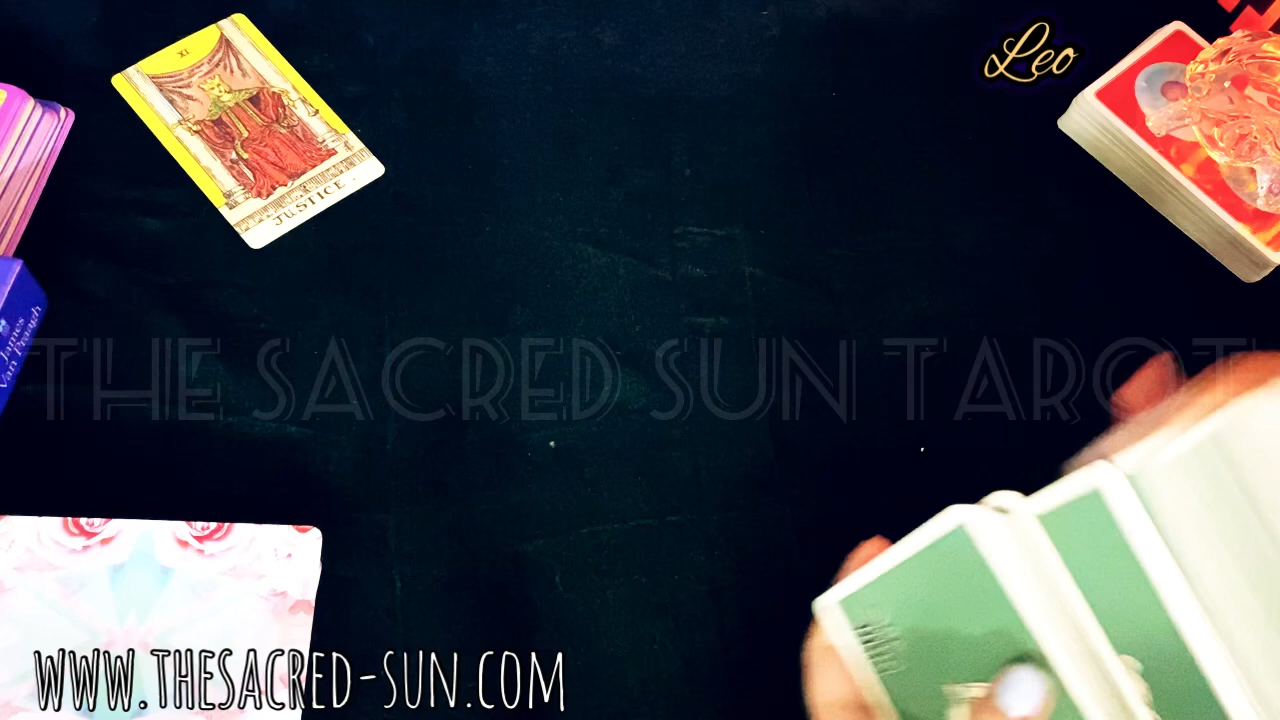 XI
JUSTICE.
Leo
James
Van Praagh
THE SACRED SUN TAROT
www.thesacred-sun.com